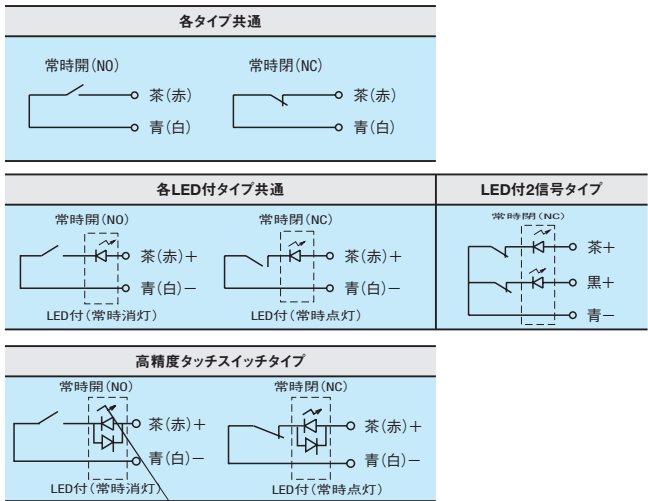 各タイプ共通
常時開(NO)
常時閉(NC)
茶(赤)
茶(赤)
青(白)
青(白)
各LED付タイプ共通
LED付2信号タイプ
常時開(NO)
常時閉(NC)
常時閉(NC)
茶(赤)+
茶(赤)+
茶+
青(白)−
青(白)−
黒+
青−
LED付(常時消灯)
LED付(常時点灯)
高精度タッチスイッチタイプ
常時開(NO)
常時閉(NC)
茶(赤)+
茶(赤)+
青(白)−
青(白)−
LED付(常時消灯)
LED付(常時点灯)